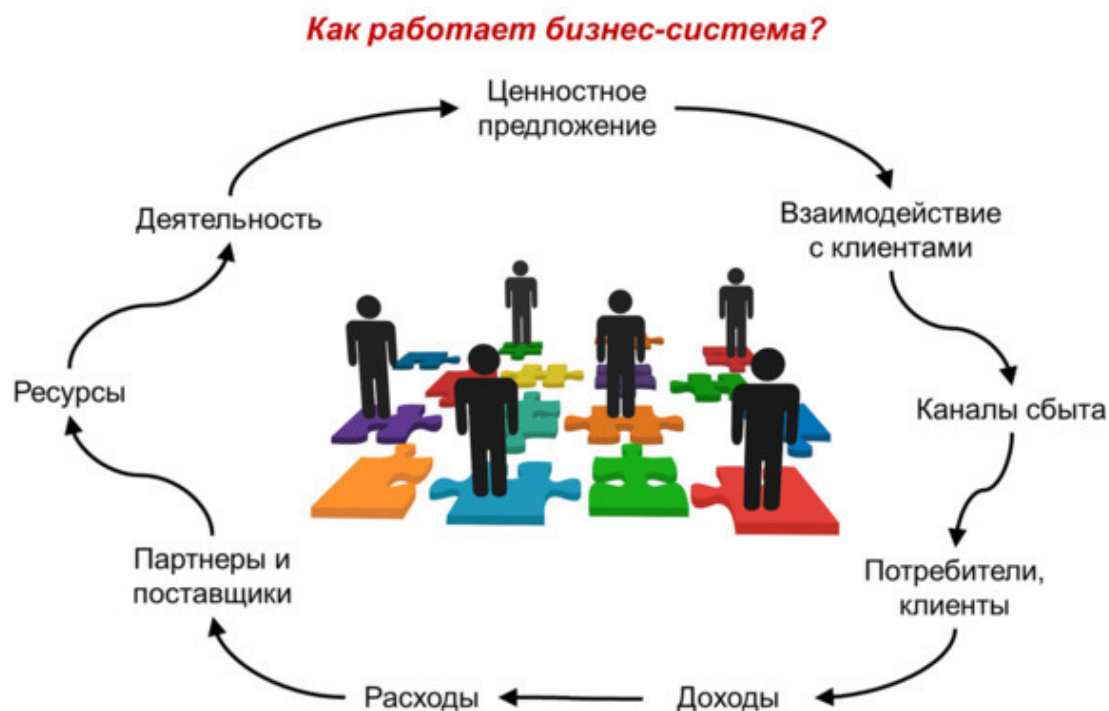 Как работает бизнес-система?
Ценностное
предложение
Взаимодействие
с клиентами
Каналы сбыта
Потребители,
клиенты
Доходы
Расходы
Партнеры и
поставщики
Ресурсы
Деятельность